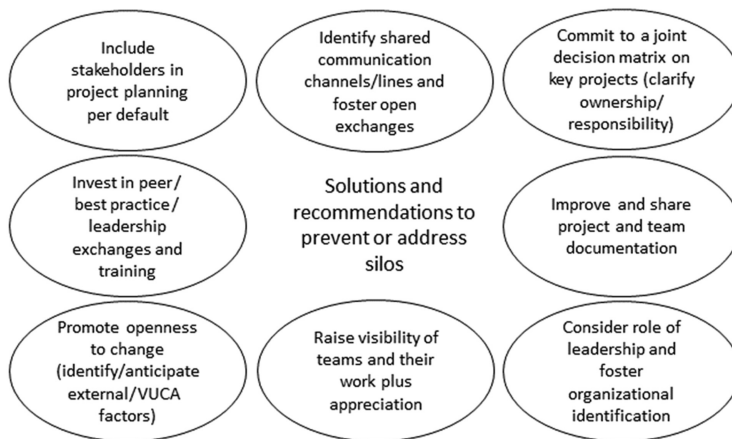 Include
stakeholders in
project planning
per default
Identify shared
communication
channels/lines and
foster open
exchanges
Commit to a joint
decision matrix on
key projects (clarify
ownership/
responsibility)
Invest in peer/
best practice/
leadership
exchanges and
training
Solutions and
recommendations to
prevent or address
silos
Improve and share
project and team
documentation
Promote openness
to change
(identify/anticipate
external/VUCA
factors)
Raise visibility of
teams and their
work plus
appreciation
Consider role of
leadership and
foster
organizational
identification